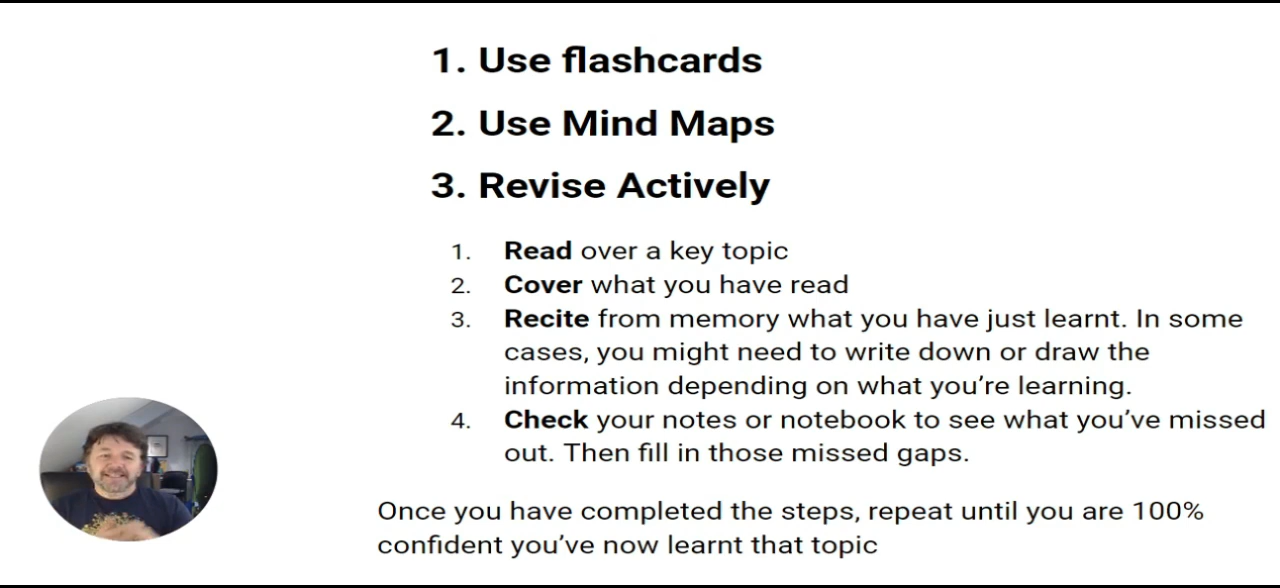 1. Use flashcards
2. Use Mind Maps
3. Revise Actively
1. Read over a key topic
2. Cover what you have read
3. Recite from memory what you have just learnt. In some
cases, you might need to write down or draw the
information depending on what you’re learning.
4. Check your notes or notebook to see what you’ve missed
out. Then fill in those missed gaps.
Once you have completed the steps, repeat until you are 100%
confident you’ve now learnt that topic